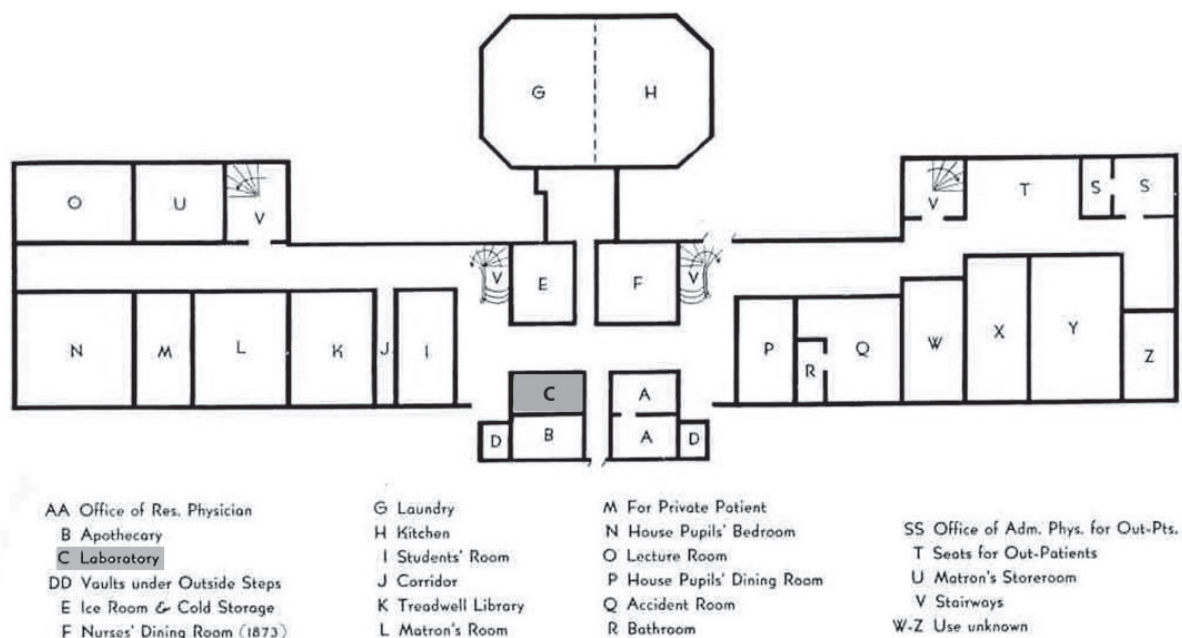 G H
O U V T S S
V
V E F V
N M L K J I P R Q W X Y Z
C A
D B A D
AA Office of Res. Physician
B Apothecary
C Laboratory
DD Vaults under Outside Steps
E Ice Room & Cold Storage
F Nurses' Dining Room (1873)
G Laundry
H Kitchen
I Students' Room
J Corridor
K Treadwell Library
L Matron's Room
M For Private Patient
N House Pupils' Bedroom
O Lecture Room
P House Pupils' Dining Room
Q Accident Room
R Bathroom
SS Office of Adm. Phys. for Out-Pts.
T Seats for Out-Patients
U Matron's Storeroom
V Stairways
W-Z Use unknown